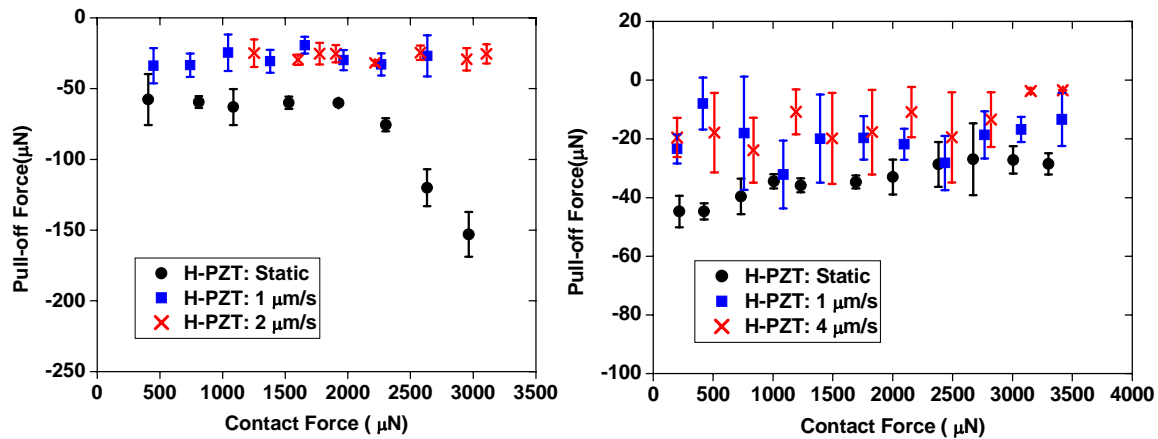 0
-50
-100
-150
-200
-250
Pull-off Force(μN)
H-PZT: Static
H-PZT: 1 μm/s
H-PZT: 2 μm/s
0 500 1000 1500 2000 2500 3000 3500
Contact Force ( μN)
20
0
-20
-40
-60
-80
-100
Pull-off Force(μN)
H-PZT: Static
H-PZT: 1 μm/s
H-PZT: 4 μm/s
0 500 1000 1500 2000 2500 3000 3500 4000
Contact Force ( μN)